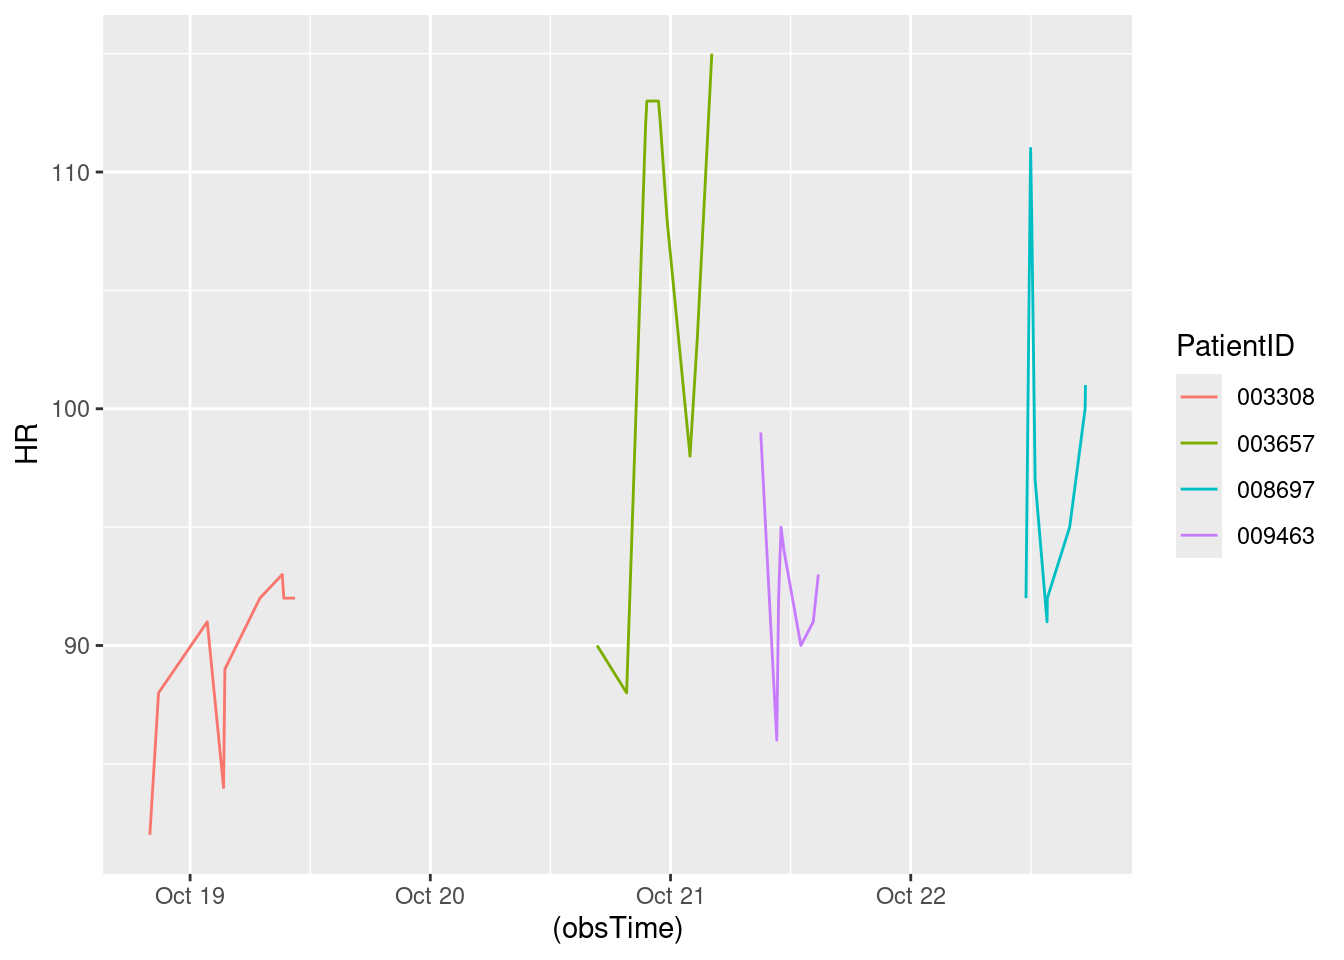 110
100
90
HR
Oct 19
Oct 20
Oct 21
Oct 22
(obsTime)
PatientID
003308
003657
008697
009463